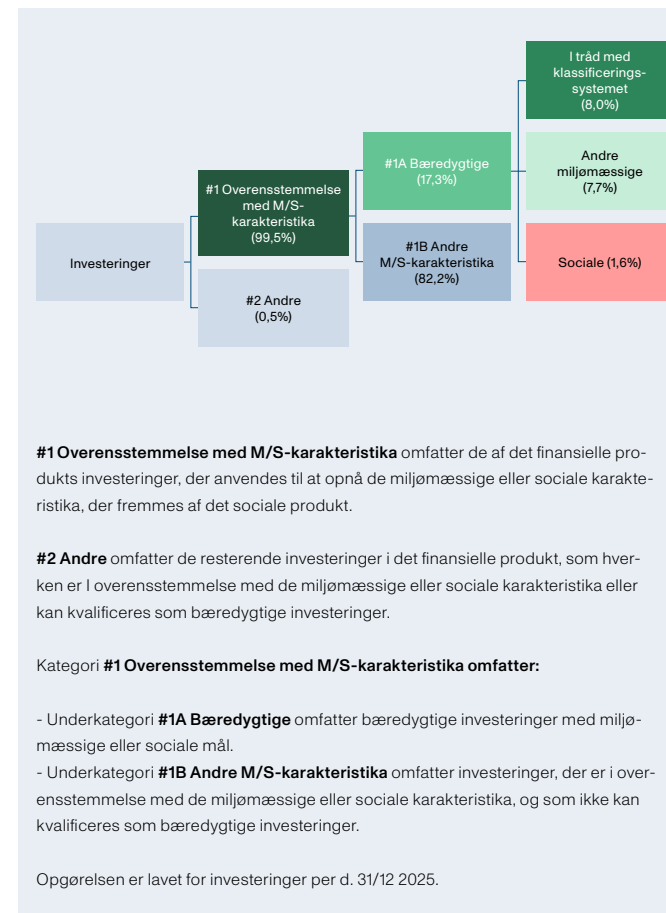 Investeringer
#1 Overensstemmelse
med M/S-
karakteristika
(99,5%)
#2 Andre
(0,5%)
#1A Bæredygtige
(17,3%)
#1B Andre
M/S-karakteristika
(82,2%)
I tråd med
klassificerings-
systemet
(8,0%)
Andre
miljømæssige
(7,7%)
Sociale (1,6%)
#1 Overensstemmelse med M/S-karakteristika omfatter de af det finansielle pro-
dukts investeringer, der anvendes til at opnå de miljømæssige eller sociale karakte-
ristika, der fremmes af det sociale produkt.
#2 Andre omfatter de resterende investeringer i det finansielle produkt, som hver-
ken er I overensstemmelse med de miljømæssige eller sociale karakteristika eller
kan kvalificeres som bæredygtige investeringer.
Kategori #1 Overensstemmelse med M/S-karakteristika omfatter:
- Underkategori #1A Bæredygtige omfatter bæredygtige investeringer med miljø-
mæssige eller sociale mål.
- Underkategori #1B Andre M/S-karakteristika omfatter investeringer, der er i over-
ensstemmelse med de miljømæssige eller sociale karakteristika, og som ikke kan
kvalificeres som bæredygtige investeringer.
Opgørelsen er lavet for investeringer per d. 31/12 2025.